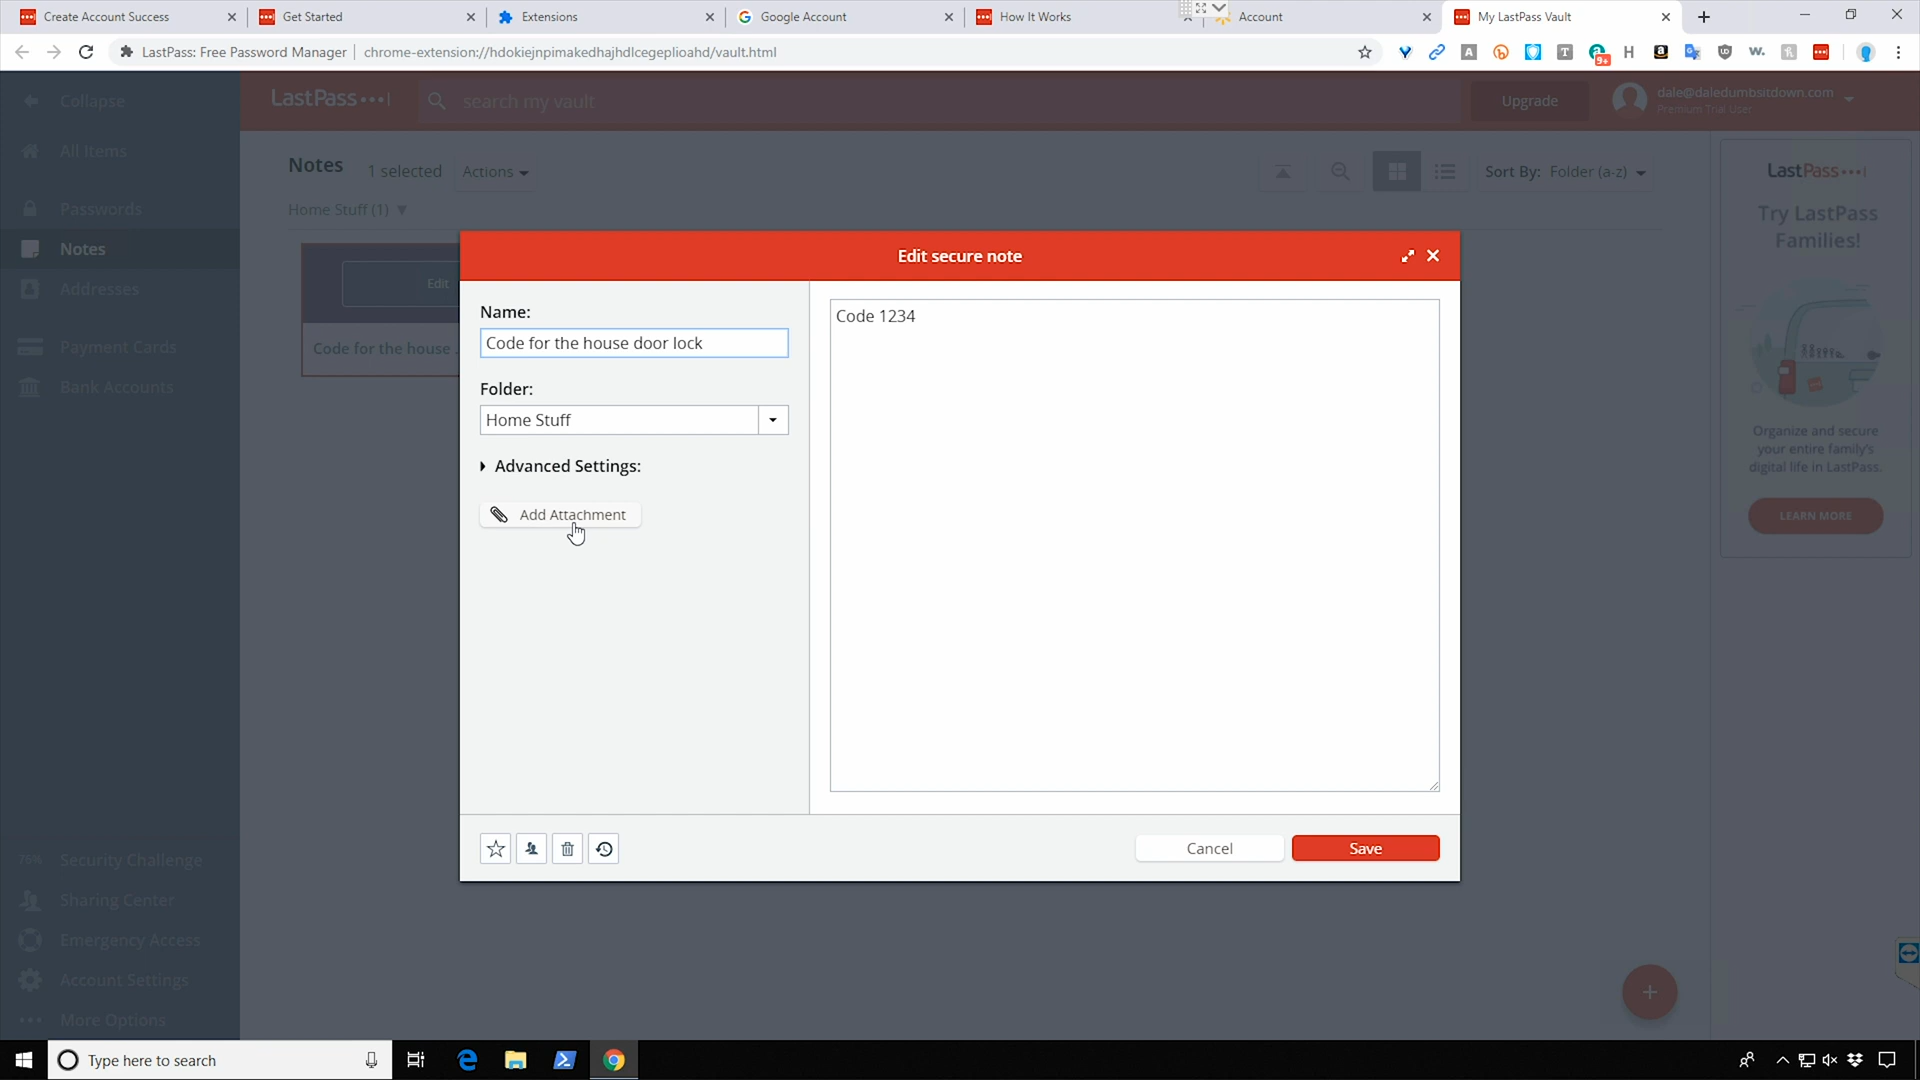 Create Account Success
Get Started
Extensions
Google Account
How It Works
Account
My LastPass Vault
LastPass: Free Password Manager
chrome-extension://hdokiejnpimakedhajhdlcegeplioahd/vault.html
9+
Collapse
LastPass
search my vault
Upgrade
dale@daledumbsitdown.com
Premium Trial User
All Items
Notes
1 selected
Actions
Sort By: Folder (a-z)
Passwords
Home Stuff (1)
Notes
Addresses
Edit
Payment Cards
Code for the house ...
Bank Accounts
Edit secure note
Name:
Code for the house door lock
Folder:
Home Stuff
Advanced Settings:
Add Attachment
Code 1234
Cancel
Save
LastPass
Try LastPass
Families!
Organize and secure
your entire family's
digital life in LastPass.
LEARN MORE
75%
Security Challenge
Sharing Center
Emergency Access
Account Settings
More Options
Type here to search